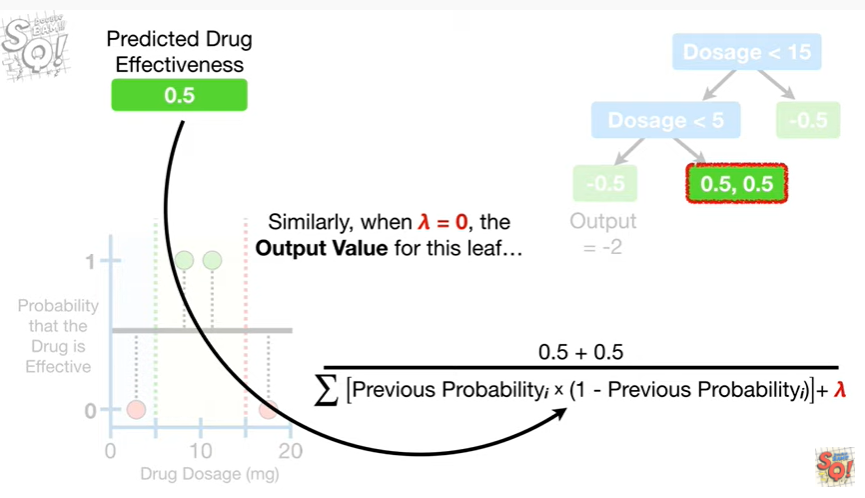 Predicted Drug
Effectiveness
0.5
Dosage < 15
Dosage < 5
-0.5
-0.5
0.5, 0.5
Output
= -2
Similarly, when λ = 0, the
Output Value for this leaf…
1
Probability
that the
Drug is
Effective
0
0
10
20
Drug Dosage (mg)
0.5 + 0.5
∑ [Previous Probabilityᵢ x (1 - Previous Probabilityᵢ)]+ λ
SQ!
SQ!